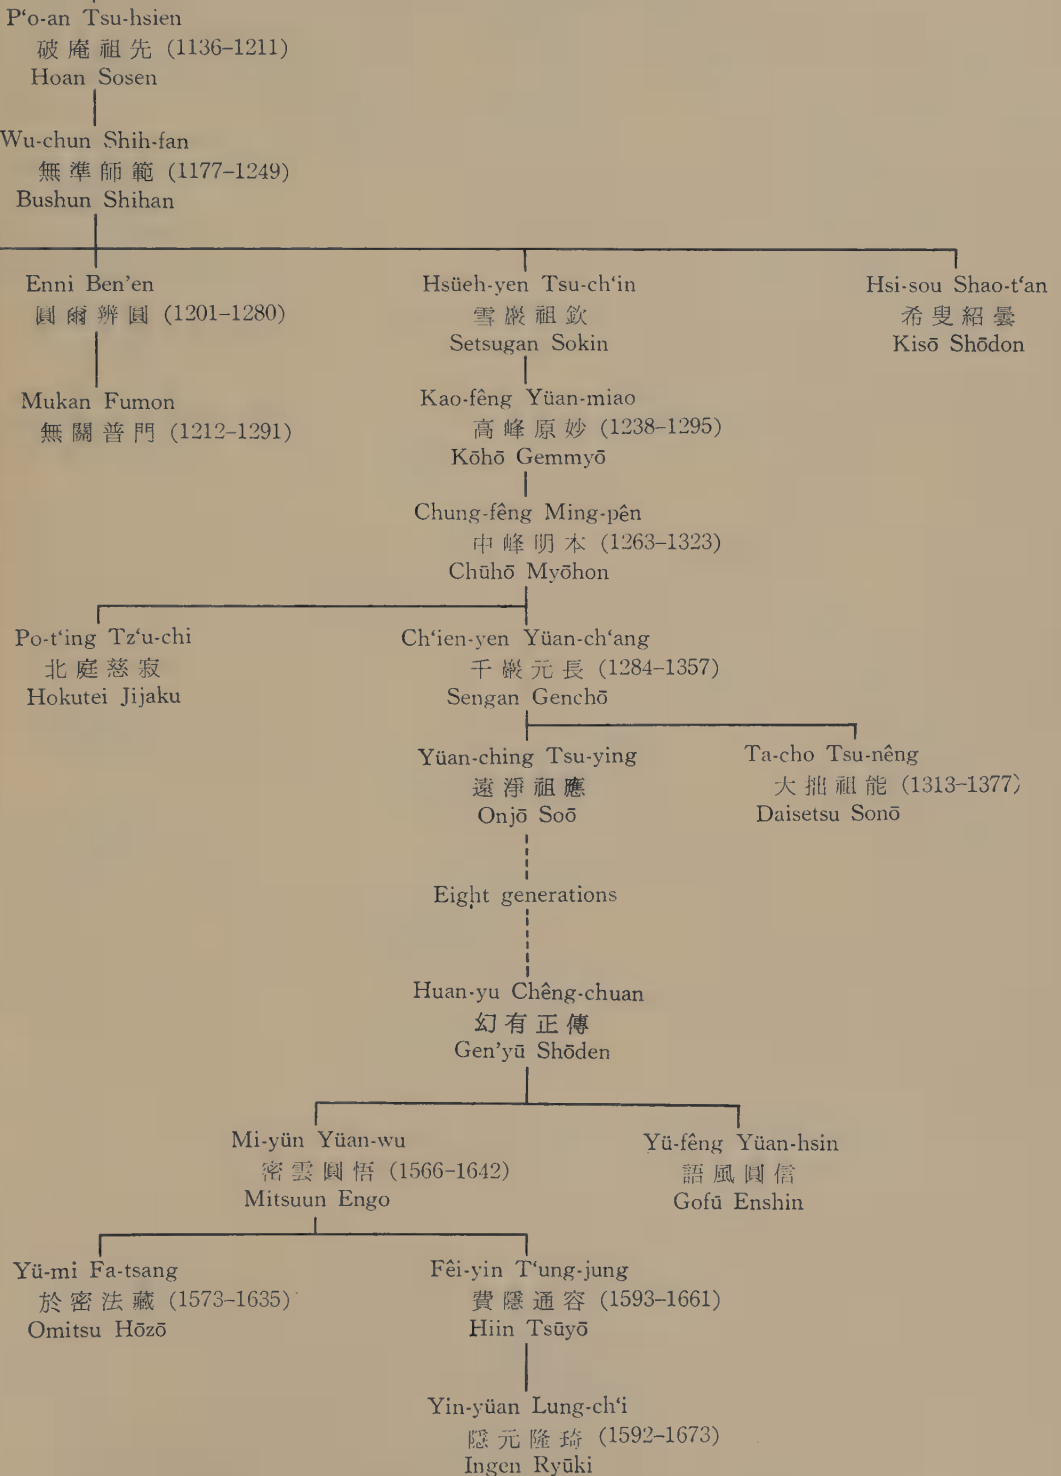 P‘o-an Tsu-hsien
破庵祖先 (1136–1211)
Hoan Sosen
Wu-chun Shih-fan
無準師範 (1177–1249)
Bushun Shihan
Enni Ben’en
圓爾辨圓 (1201–1280)
Mukan Fumon
無關普門 (1212–1291)
Hsüeh-yen Tsu-ch‘in
雪巖祖欽
Setsugan Sokin
Hsi-sou Shao-t‘an
希叟紹曇
Kisō Shōdon
Kao-fêng Yüan-miao
高峰原妙 (1238–1295)
Kōhō Gemmyō
Chung-fêng Ming-pên
中峰明本 (1263–1323)
Chūhō Myōhon
Po-t‘ing Tz‘u-chi
北庭慈寂
Hokutei Jijaku
Ch‘ien-yen Yüan-ch‘ang
千巖元長 (1284–1357)
Sengan Genchō
Yüan-ching Tsu-ying
遠淨祖應
Onjō Soō
Ta-cho Tsu-nêng
大拙祖能 (1313–1377)
Daisetsu Sonō
Eight generations
Huan-yu Chêng-chuan
幻有正傳
Gen’yū Shōden
Mi-yün Yüan-wu
密雲圓悟 (1566–1642)
Mitsuun Engo
Yü-fêng Yüan-hsin
語風圓信
Gofū Enshin
Yü-mi Fa-tsang
於密法藏 (1573–1635)
Omitsu Hōzō
Fêi-yin T‘ung-jung
費隱通容 (1593–1661)
Hiin Tsūyō
Yin-yüan Lung-ch‘i
隱元隆琦 (1592–1673)
Ingen Ryūki